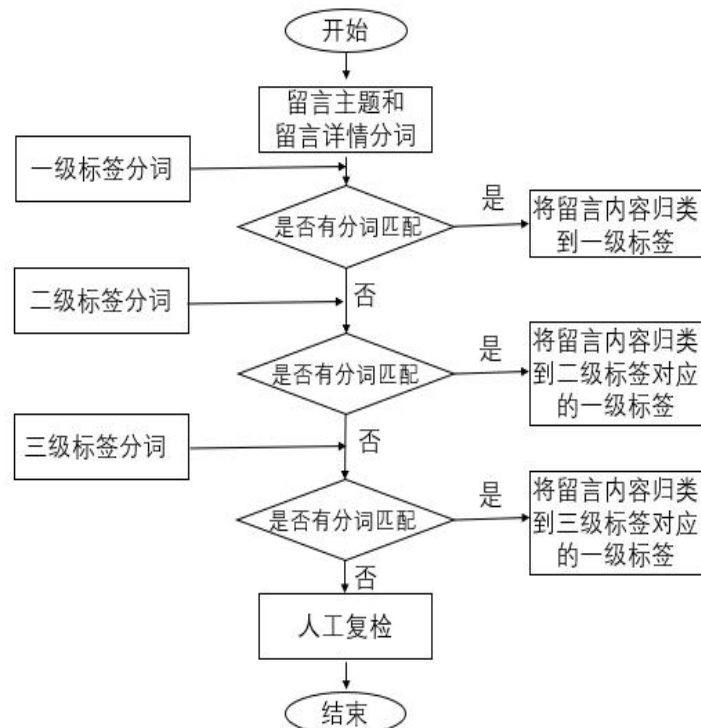 开始
留言主题和
留言详情分词
一级标签分词
是否有分词匹配
是
将留言内容归类
到一级标签
二级标签分词
否
是否有分词匹配
是
将留言内容归类
到二级标签对应
的一级标签
三级标签分词
否
是否有分词匹配
是
将留言内容归类
到三级标签对应
的一级标签
否
人工复检
结束